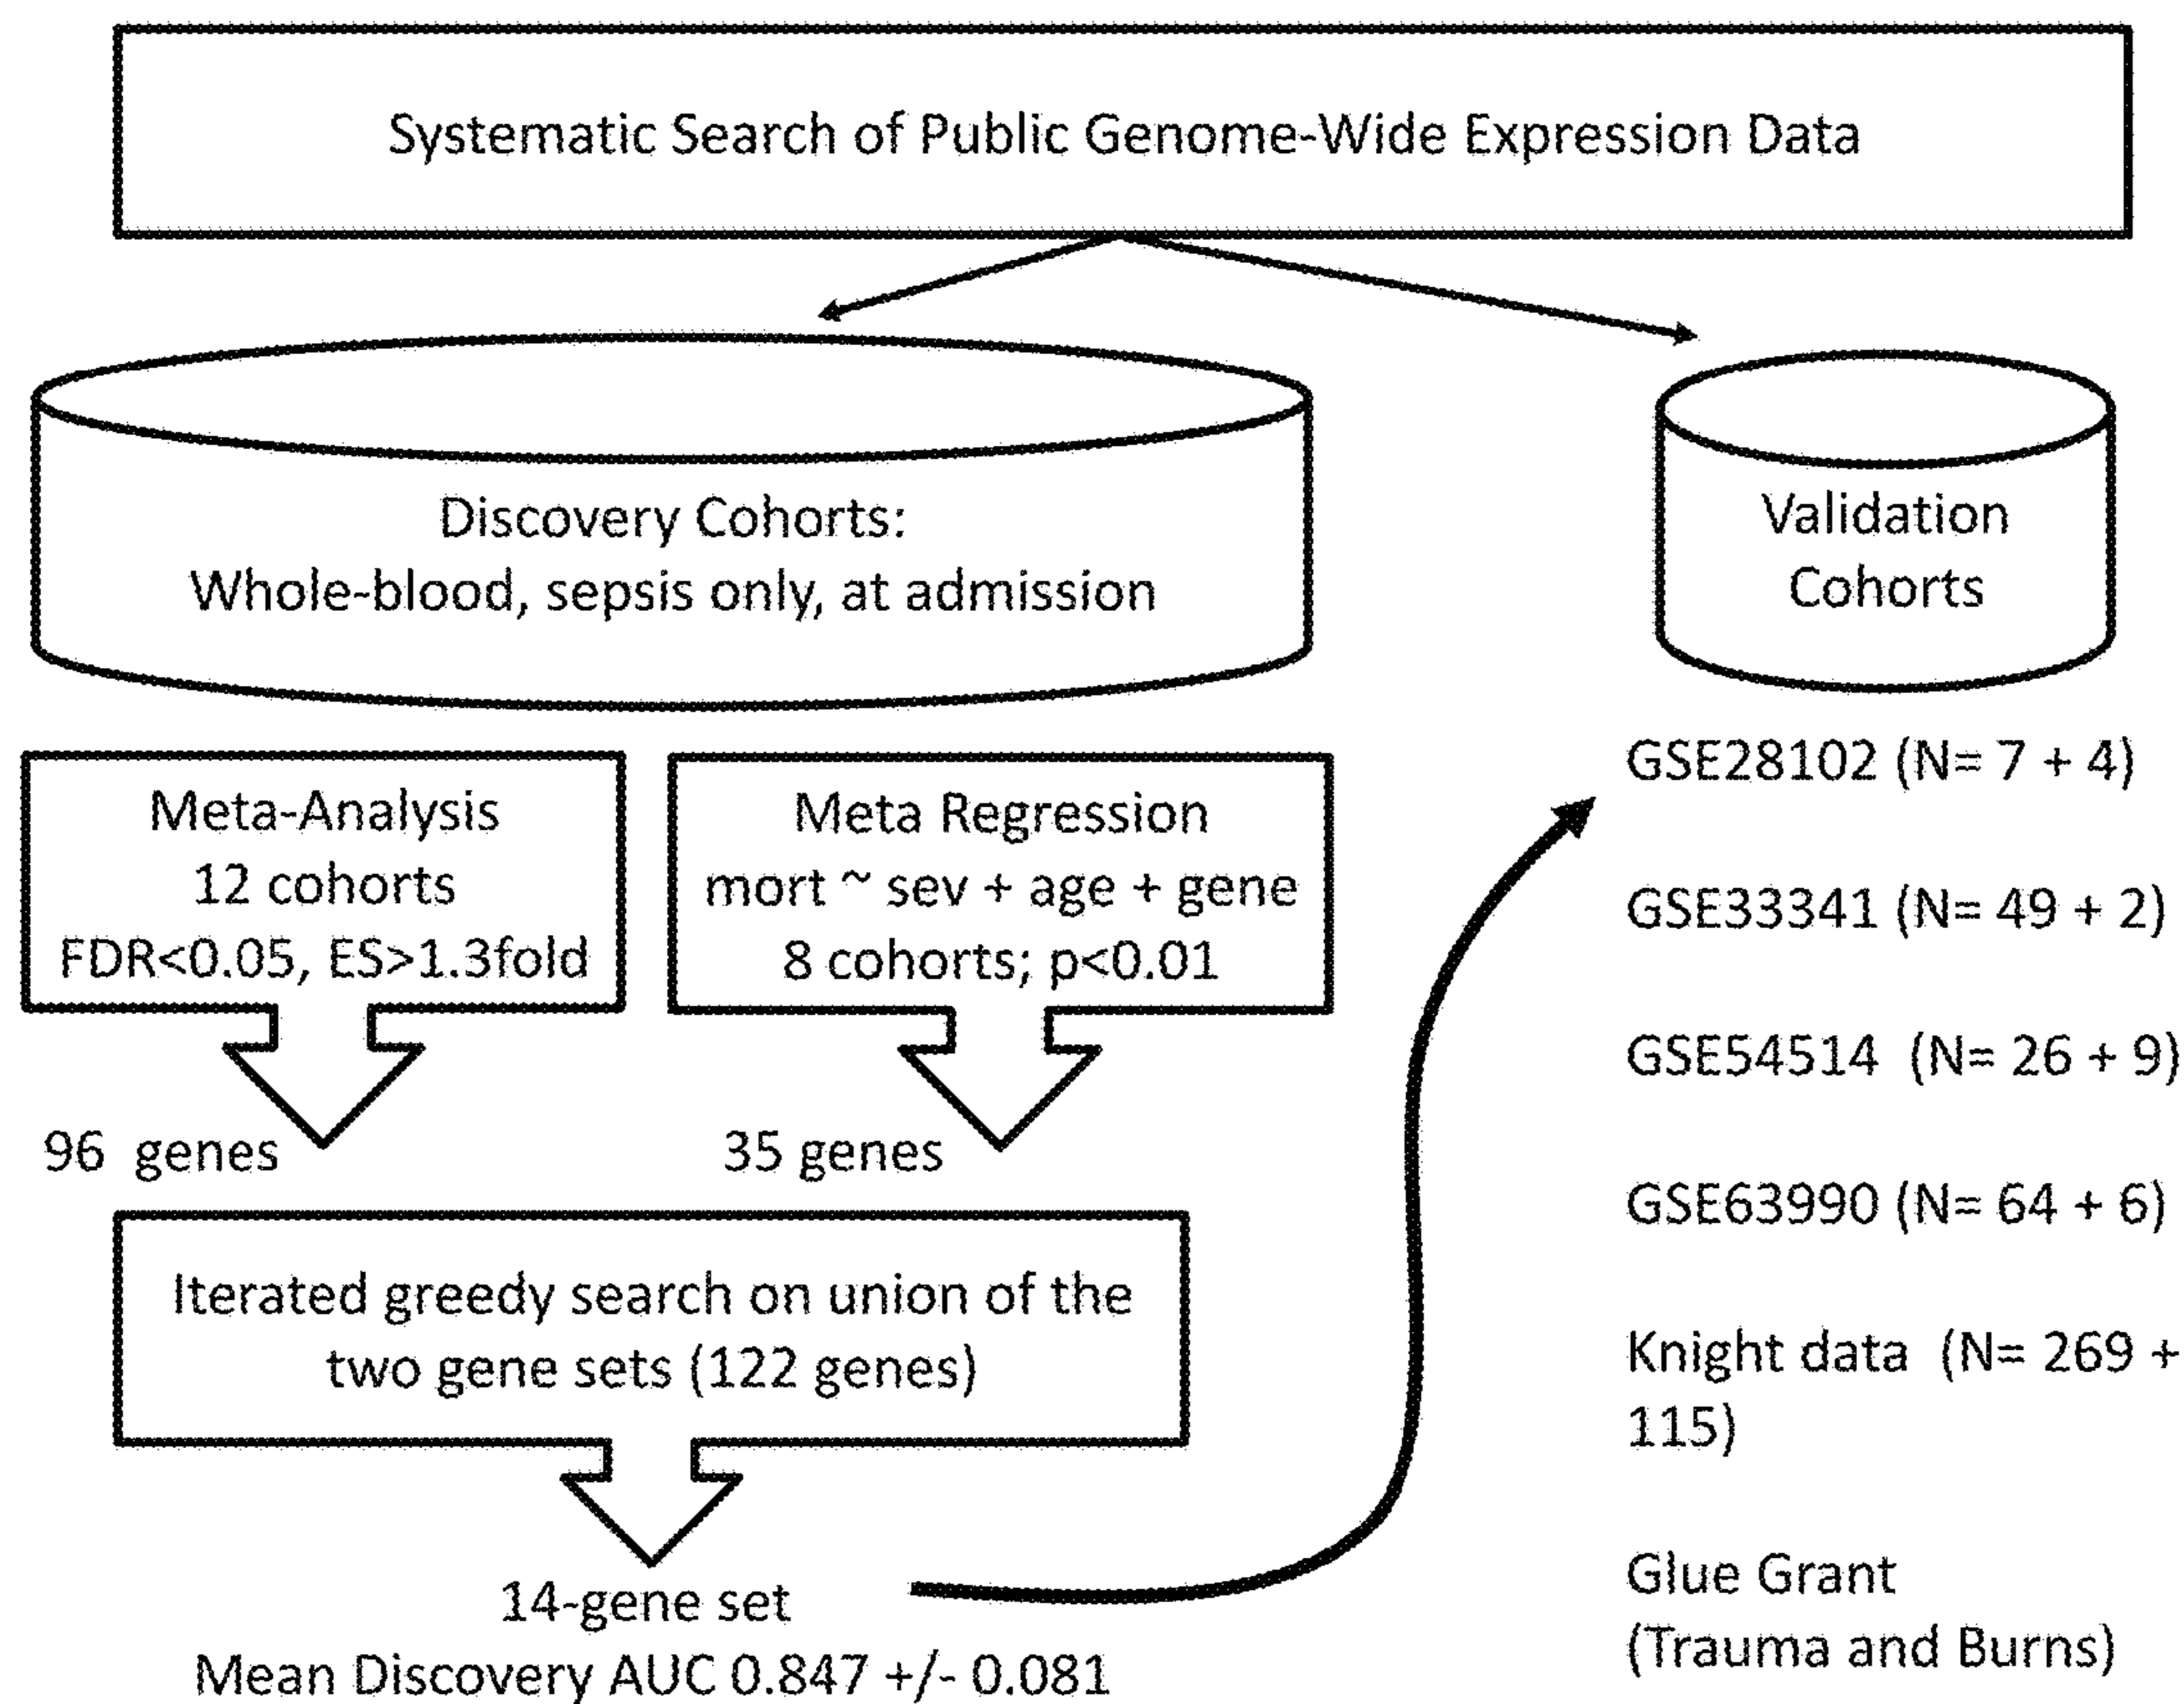 Systematic Search of Public Genome-Wide Expression Data
Discovery Cohorts:
Whole-blood, sepsis only, at admission
Validation
Cohorts
Meta-Analysis
12 cohorts
FDR<0.05, ES>1.3fold
Meta Regression
mort ~ sev + age + gene
8 cohorts; p<0.01
96 genes
35 genes
Iterated greedy search on union of the
two gene sets (122 genes)
14-gene set
Mean Discovery AUC 0.847 +/- 0.081
GSE28102 (N= 7 + 4)
GSE33341 (N= 49 + 2)
GSE54514 (N= 26 + 9)
GSE63990 (N= 64 + 6)
Knight data (N= 269 +
115)
Glue Grant
(Trauma and Burns)